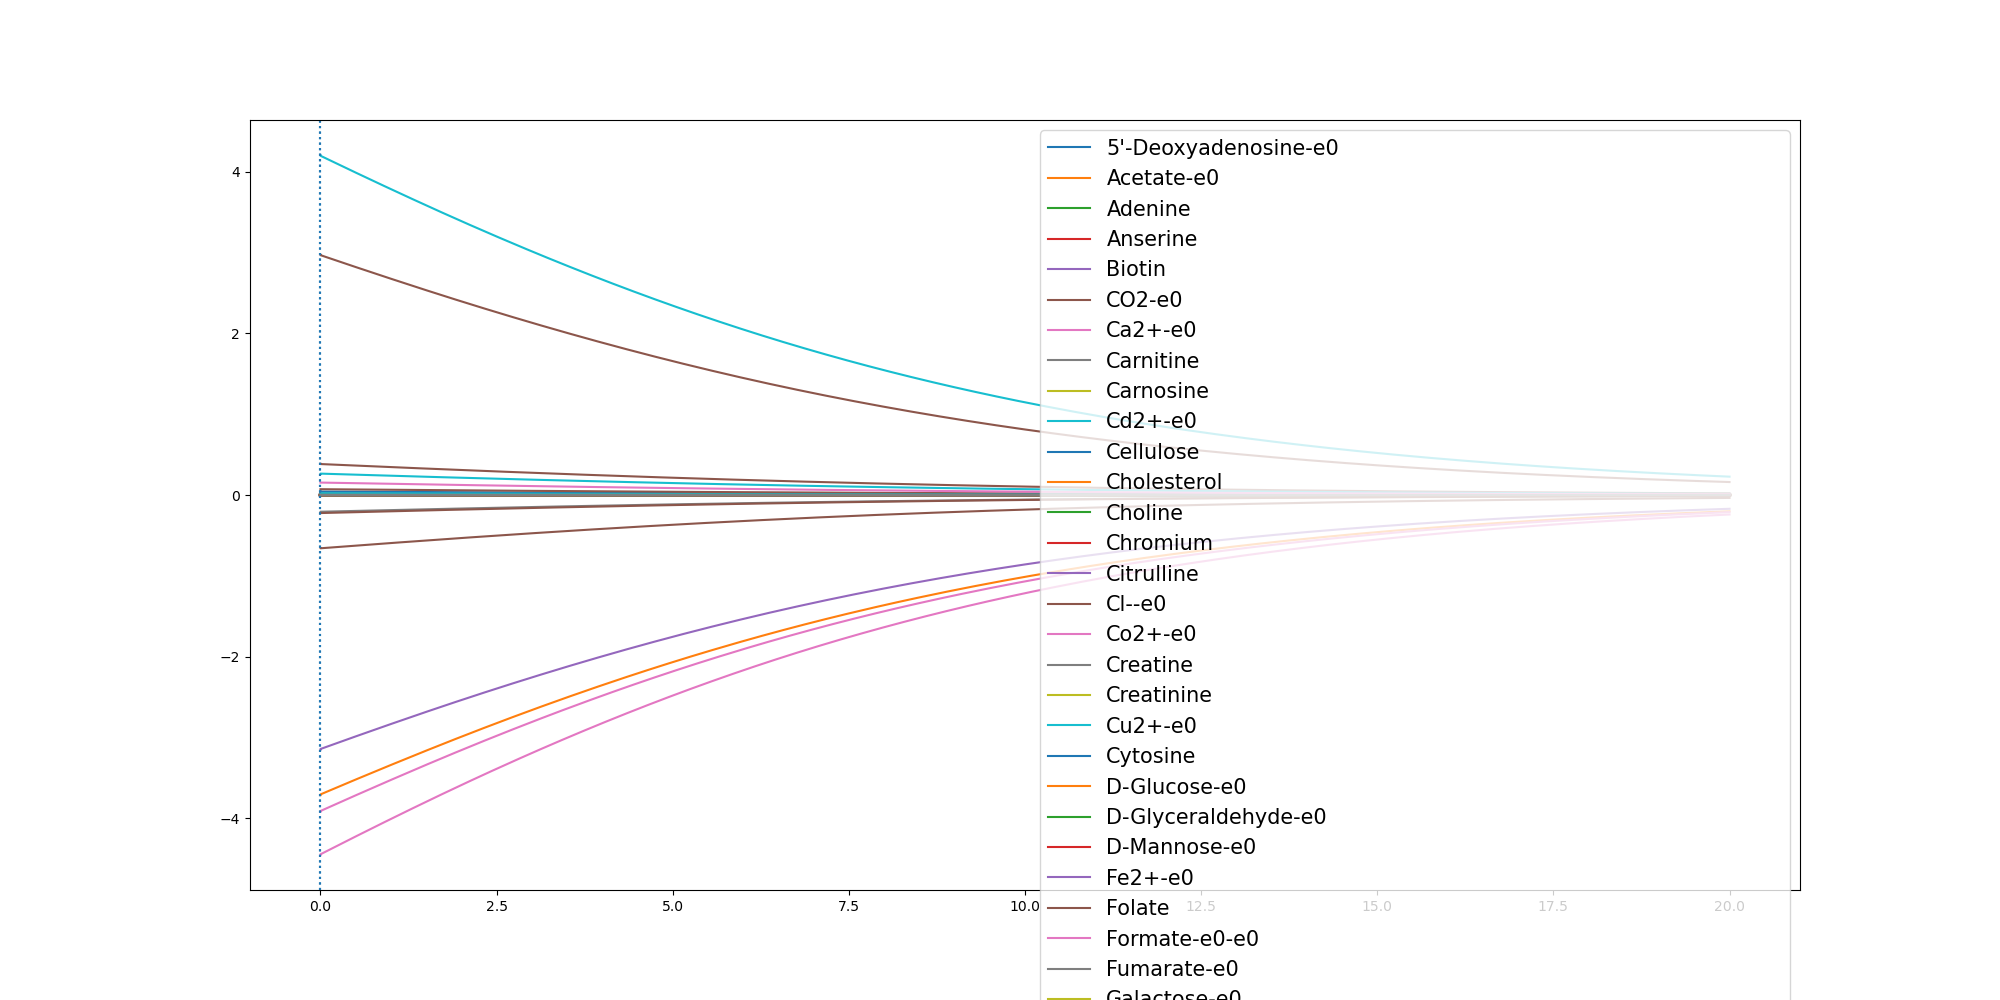 4
2
0
−2
−4
0.0 2.5 5.0 7.5 10.0 12.5 15.0 17.5 20.0
5'-Deoxyadenosine-e0
Acetate-e0
Adenine
Anserine
Biotin
CO2-e0
Ca2+-e0
Carnitine
Carnosine
Cd2+-e0
Cellulose
Cholesterol
Choline
Chromium
Citrulline
Cl--e0
Co2+-e0
Creatine
Creatinine
Cu2+-e0
Cytosine
D-Glucose-e0
D-Glyceraldehyde-e0
D-Mannose-e0
Fe2+-e0
Folate
Formate-e0-e0
Fumarate-e0
Galactose-e0